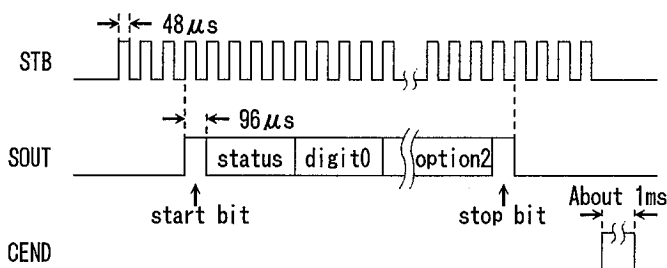 48μs
STB
96μs
SOUT status digit0 option2
start bit stop bit
About 1ms
CEND